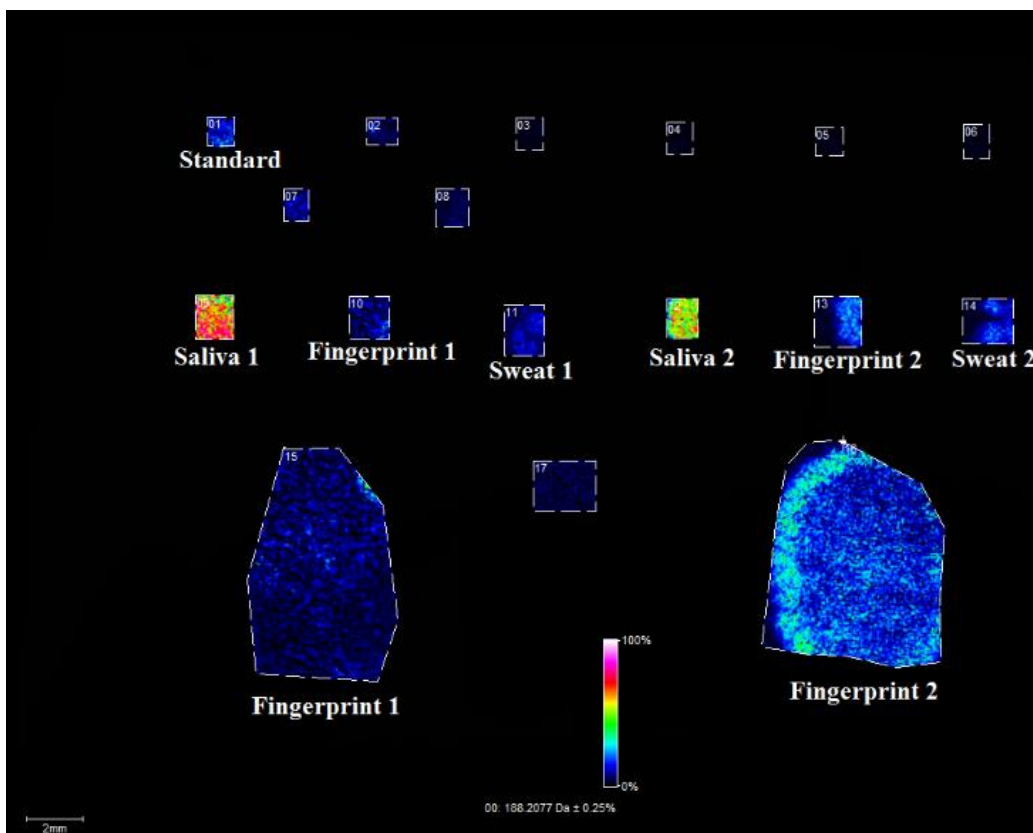 01
02
03
04
05
06
Standard
07
08
10
11
13
14
Saliva 1
Fingerprint 1
Sweat 1
Saliva 2
Fingerprint 2
Sweat 2
15
17
100%
0%
Fingerprint 1
Fingerprint 2
00: 188.2077 Da ± 0.25%
2mm